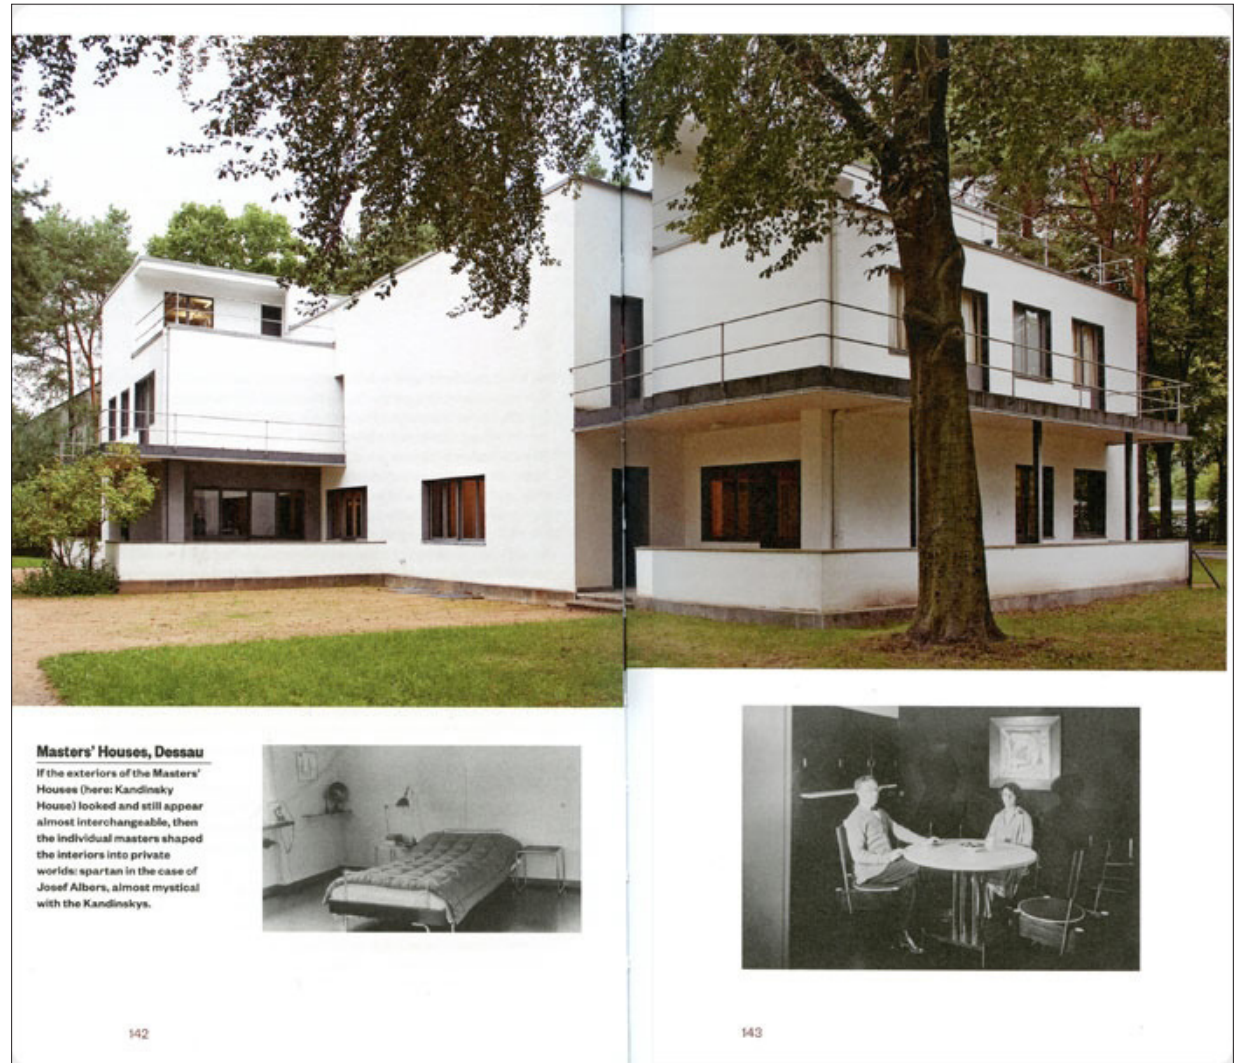 Masters' Houses, Dessau
If the exteriors of the Masters'
Houses (here: Kandinsky
House) looked and still appear
almost interchangeable, then
the individual masters shaped
the interiors into private
worlds: spartan in the case of
Josef Albers, almost mystical
with the Kandinskys.
142
143